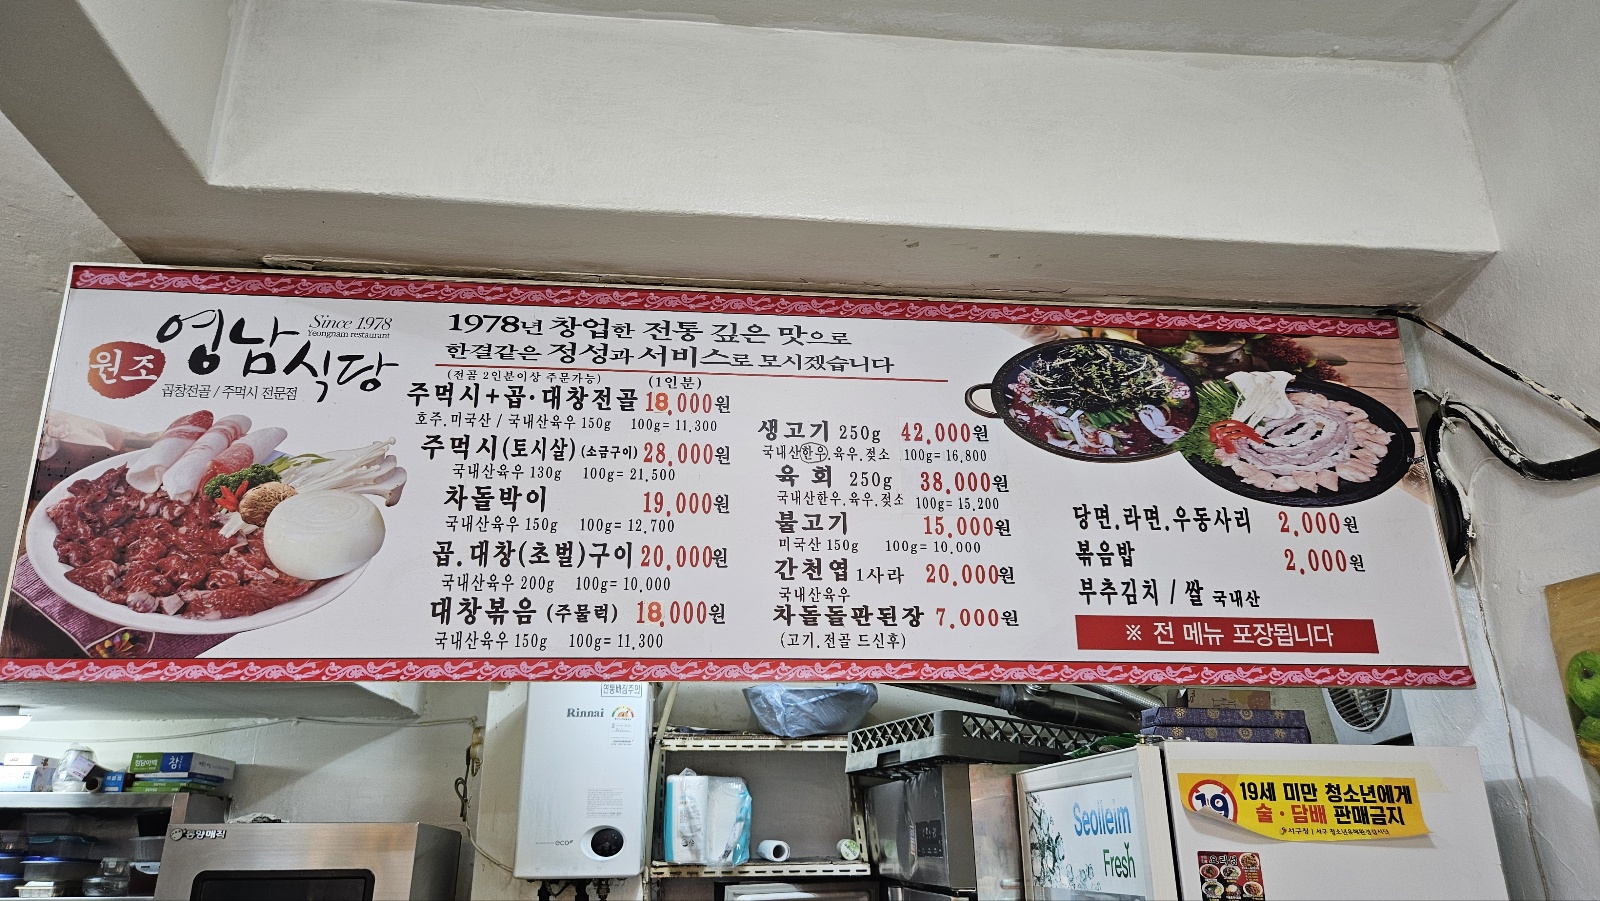 원조 영남식당
Since 1978
Yeongnam restaurant
곱창전골 / 주먹시 전문점
1978년 창업한 전통 깊은 맛으로
한결같은 정성과 서비스로 모시겠습니다
(전골 2인분이상 주문가능) (1인분)
주먹시+곱·대창전골 18,000원
호주.미국산 / 국내산육우 150g 100g= 11,300
주먹시(토시살) (소금구이) 28,000원
국내산육우 130g 100g= 21,500
차돌박이 19,000원
국내산육우 150g 100g= 12,700
곱.대창(초벌)구이 20,000원
국내산육우 200g 100g= 10,000
대창볶음 (주물럭) 18,000원
국내산육우 150g 100g= 11,300
생고기 250g 42,000원
국내산한우.육우.젖소 100g= 16,800
육회 250g 38,000원
국내산한우.육우.젖소 100g= 15,200
불고기 15,000원
미국산 150g 100g= 10,000
간천엽 1사라 20,000원
국내산육우
차돌돌판된장 7,000원
(고기.전골 드신후)
당면.라면.우동사리 2,000원
볶음밥 2,000원
부추김치 / 쌀 국내산
※ 전 메뉴 포장됩니다
Rinnai
eco
동양매직
Seolleim
Fresh
19
19세 미만 청소년에게
술·담배 판매금지